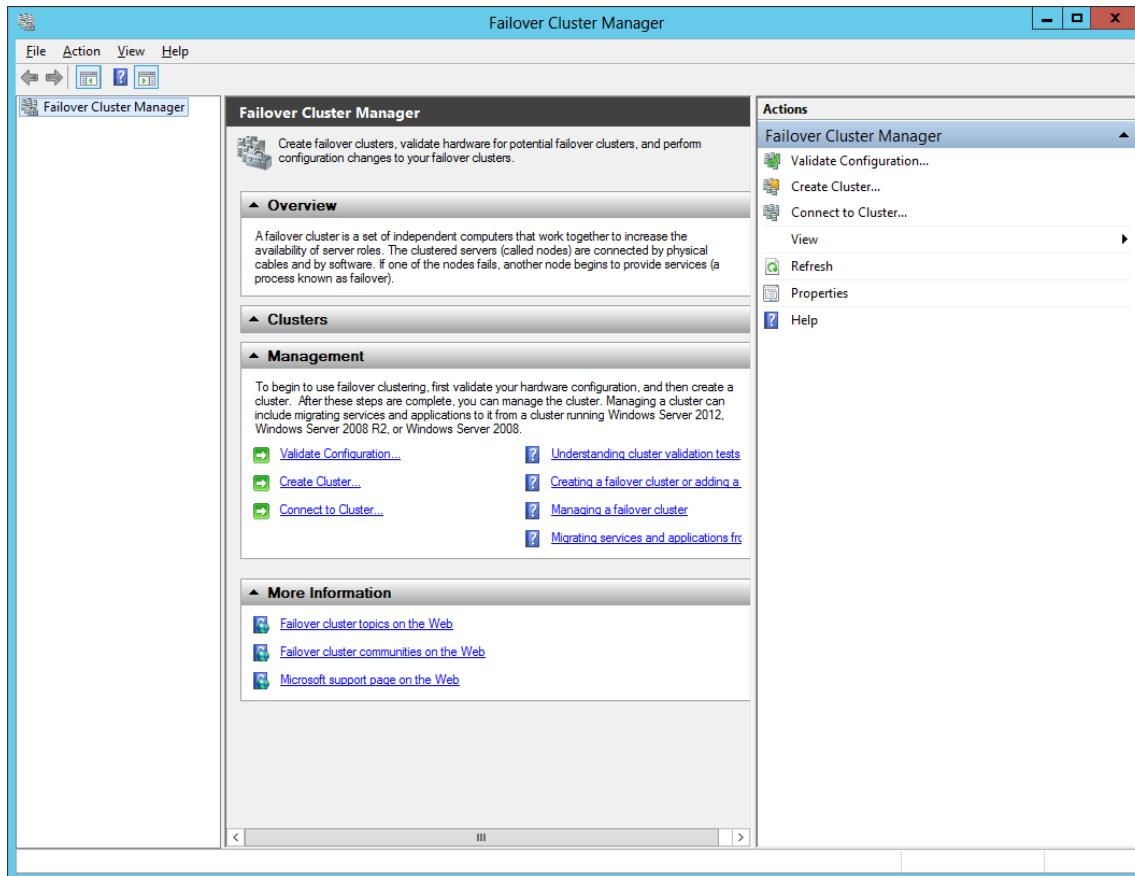 Failover Cluster Manager
File Action View Help
Failover Cluster Manager
Failover Cluster Manager
Create failover clusters, validate hardware for potential failover clusters, and perform
configuration changes to your failover clusters.
Overview
A failover cluster is a set of independent computers that work together to increase the
availability of server roles. The clustered servers (called nodes) are connected by physical
cables and by software. If one of the nodes fails, another node begins to provide services (a
process known as failover).
Clusters
Management
To begin to use failover clustering, first validate your hardware configuration, and then create a
cluster. After these steps are complete, you can manage the cluster. Managing a cluster can
include migrating services and applications to it from a cluster running Windows Server 2012,
Windows Server 2008 R2, or Windows Server 2008.
Validate Configuration...
Create Cluster...
Connect to Cluster...
Understanding cluster validation tests
Creating a failover cluster or adding a
Managing a failover cluster
Migrating services and applications frc
More Information
Failover cluster topics on the Web
Failover cluster communities on the Web
Microsoft support page on the Web
Actions
Failover Cluster Manager
Validate Configuration...
Create Cluster...
Connect to Cluster...
View
Refresh
Properties
Help